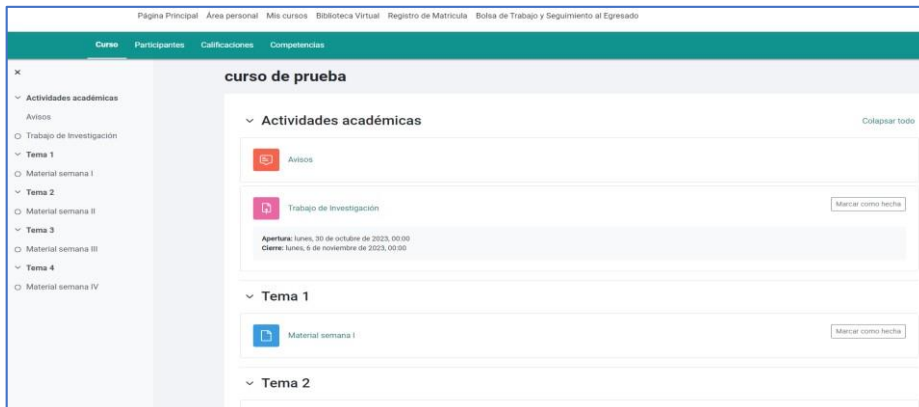 Página Principal Área personal Mis cursos Biblioteca Virtual Registro de Matricula Bolsa de Trabajo y Seguimiento al Egresado
Curso Participantes Calificaciones Competencias
Actividades académicas
Avisos
Trabajo de Investigación
Tema 1
Material semana I
Tema 2
Material semana II
Tema 3
Material semana III
Tema 4
Material semana IV
curso de prueba
Actividades académicas
Colapsar todo
Avisos
Trabajo de Investigación
Marcar como hecha
Apertura: lunes, 30 de octubre de 2023, 00:00
Cierre: lunes, 6 de noviembre de 2023, 00:00
Tema 1
Material semana I
Marcar como hecha
Tema 2